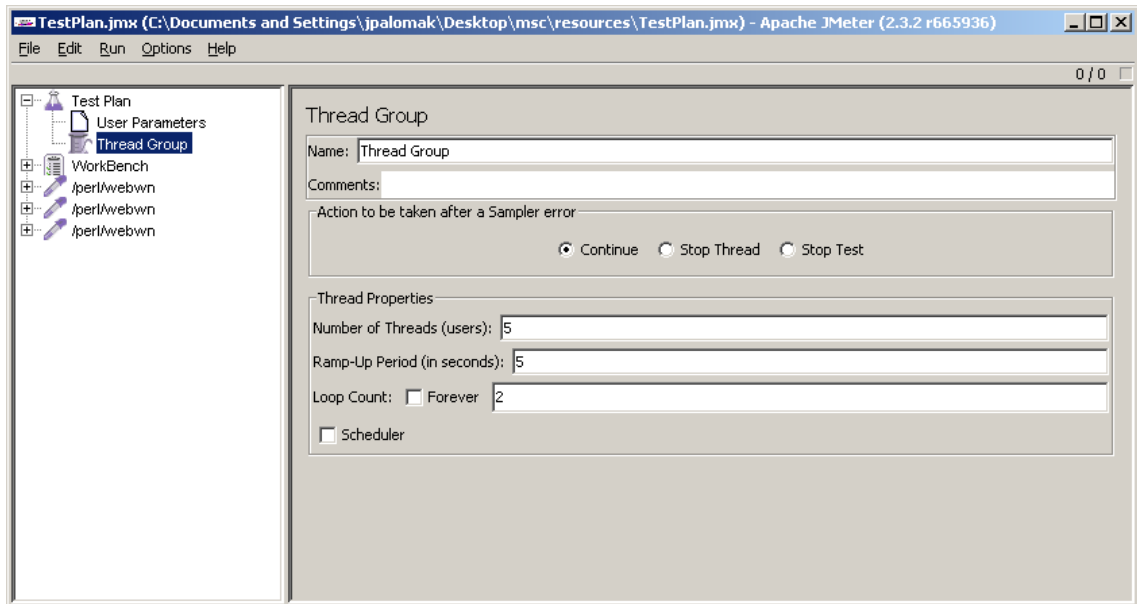 TestPlan.jmx (C:\Documents and Settings\jpalomak\Desktop\msc\resources\TestPlan.jmx) - Apache JMeter (2.3.2 r665936)
File Edit Run Options Help
0 / 0
Test Plan
User Parameters
Thread Group
WorkBench
/perl/webwn
/perl/webwn
/perl/webwn
Thread Group
Name: Thread Group
Comments:
Action to be taken after a Sampler error
Continue Stop Thread Stop Test
Thread Properties
Number of Threads (users): 5
Ramp-Up Period (in seconds): 5
Loop Count: Forever 2
Scheduler